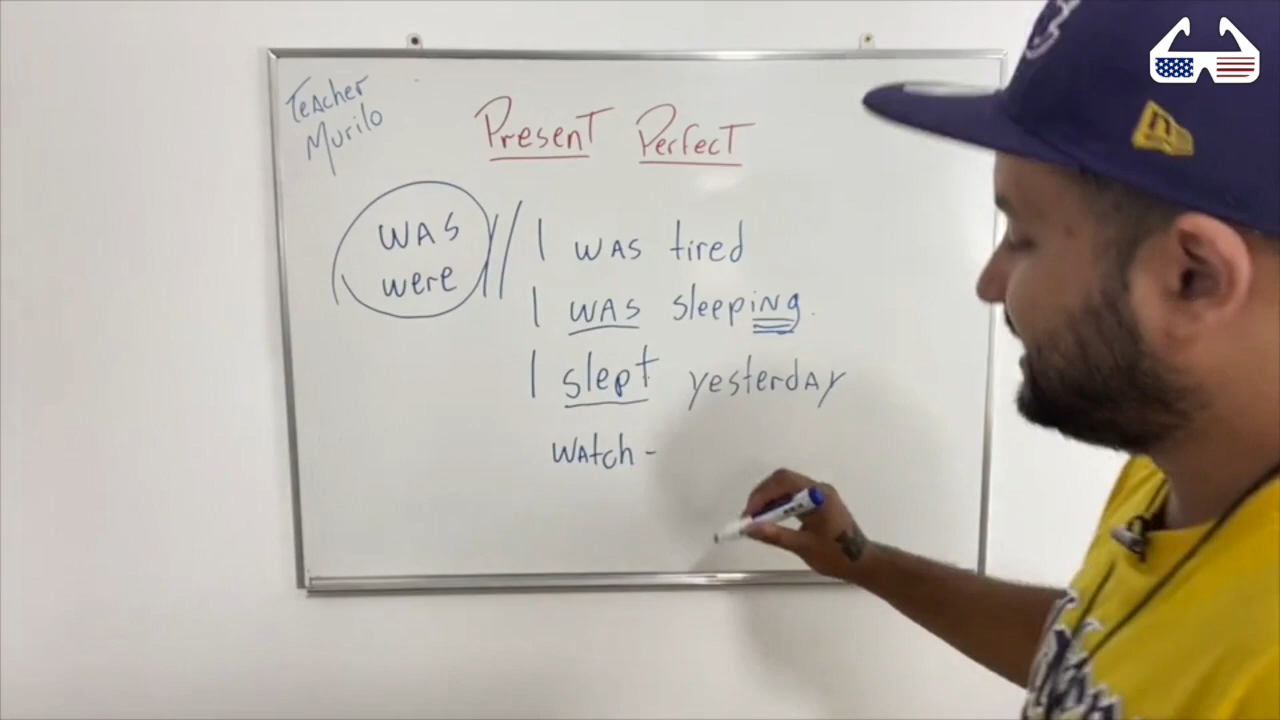 Teacher
Murilo
Present Perfect
was
were
I was tired
I was sleeping.
I slept yesterday
watch -